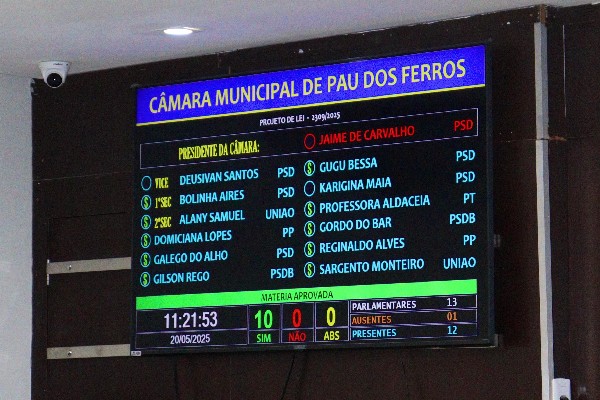 CÂMARA MUNICIPAL DE PAU DOS FERROS
PROJETO DE LEI - 2309/2025
PRESIDENTE DA CÂMARA: JAIME DE CARVALHO PSD
VICE DEUSIVAN SANTOS PSD
S 1ºSEC BOLINHA AIRES PSD
S 2ºSEC ALANY SAMUEL UNIAO
S DOMICIANA LOPES PP
S GALEGO DO ALHO PSD
S GILSON REGO PSDB
S GUGU BESSA PSD
KARIGINA MAIA PSD
S PROFESSORA ALDACEIA PT
S GORDO DO BAR PSDB
S REGINALDO ALVES PP
S SARGENTO MONTEIRO UNIAO
MATERIA APROVADA
11:21:53
20/05/2025
10 SIM
0 NÃO
0 ABS
PARLAMENTARES 13
AUSENTES 01
PRESENTES 12